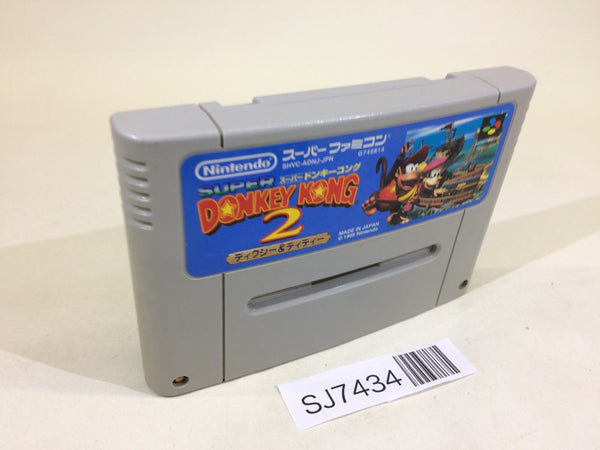 Nintendo
スーパーファミコン
SHVC-ADNJ-JPN
SUPER
スーパードンキーコング
DONKEY KONG
2
ディクシー&ディディー
MADE IN JAPAN
© 1995 Nintendo
SJ7434